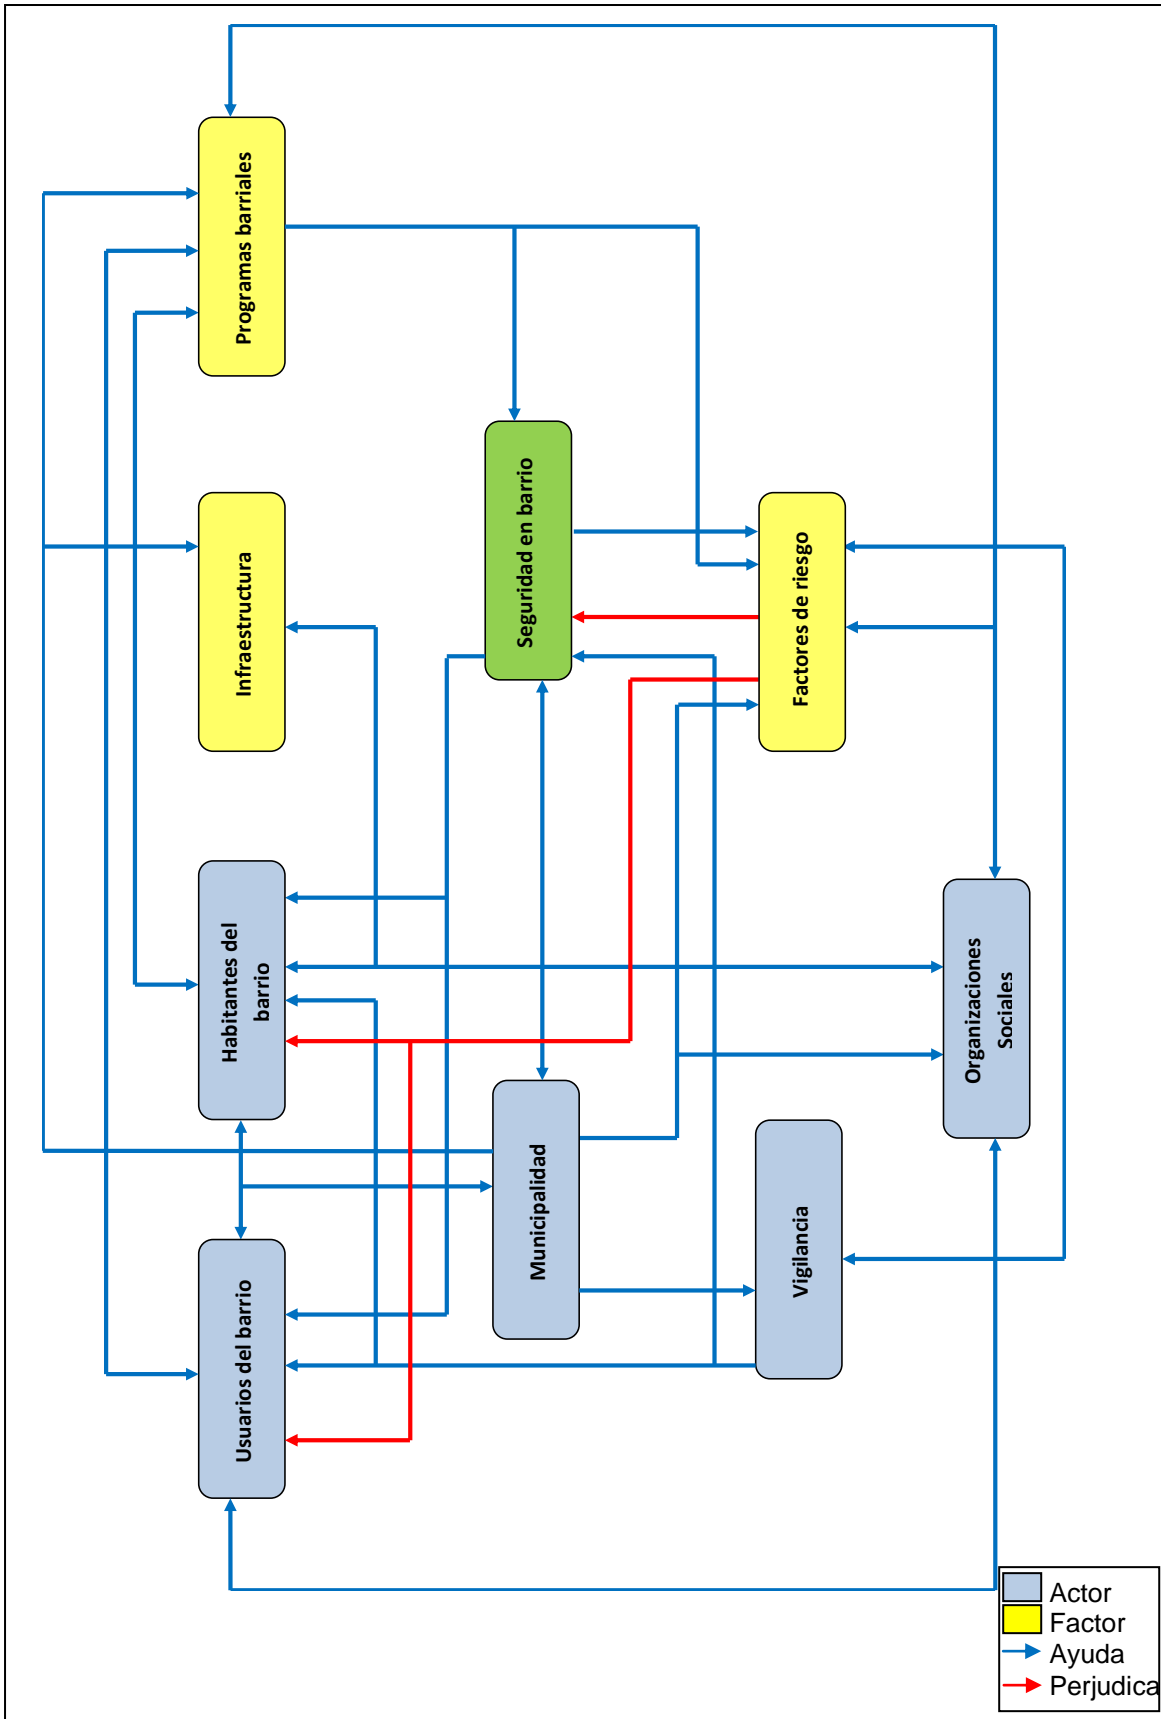 Programas barriales
Infraestructura
Habitantes del
barrio
Usuarios del barrio
Seguridad en barrio
Municipalidad
Factores de riesgo
Vigilancia
Organizaciones
Sociales
Actor
Factor
Ayuda
Perjudica